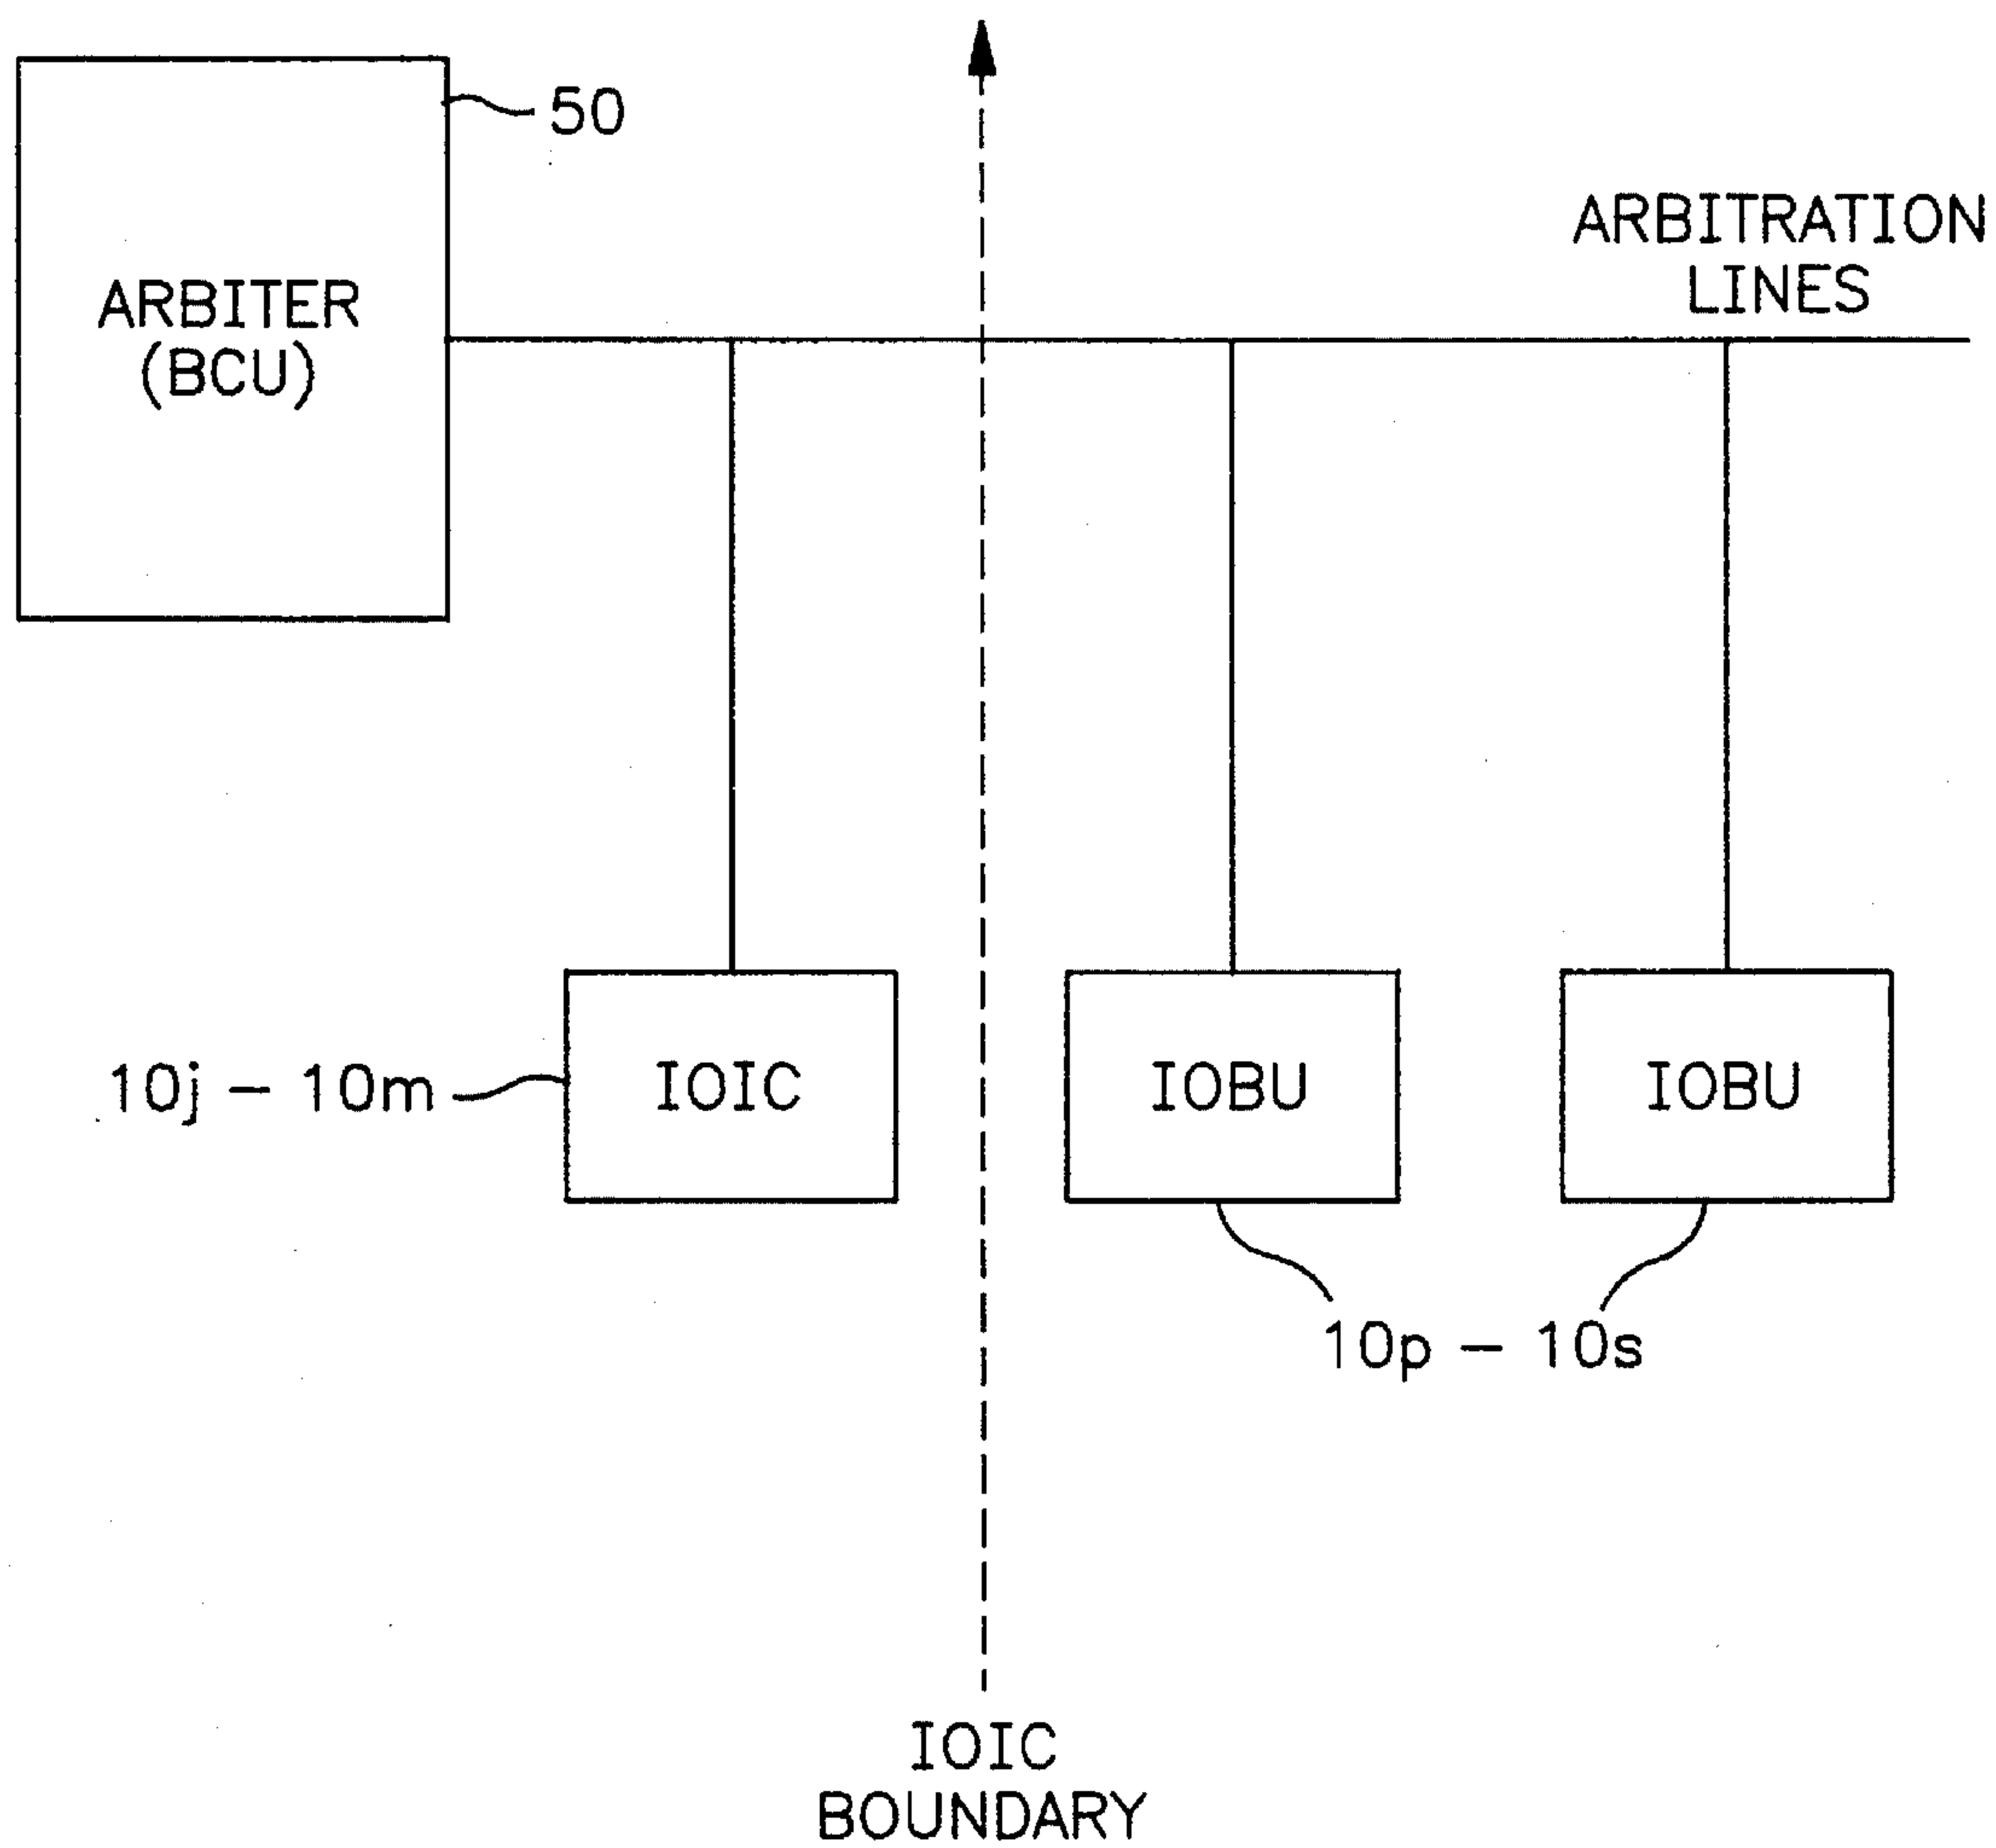 50
ARBITRATION
LINES
ARBITER
(BCU)
10j – 10m
IOIC
IOBU
IOBU
10p – 10s
IOIC
BOUNDARY